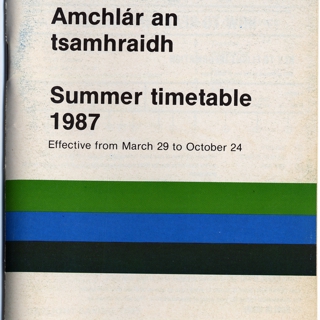 Amchlár an
tsamhraidh
Summer timetable
1987
Effective from March 29 to October 24